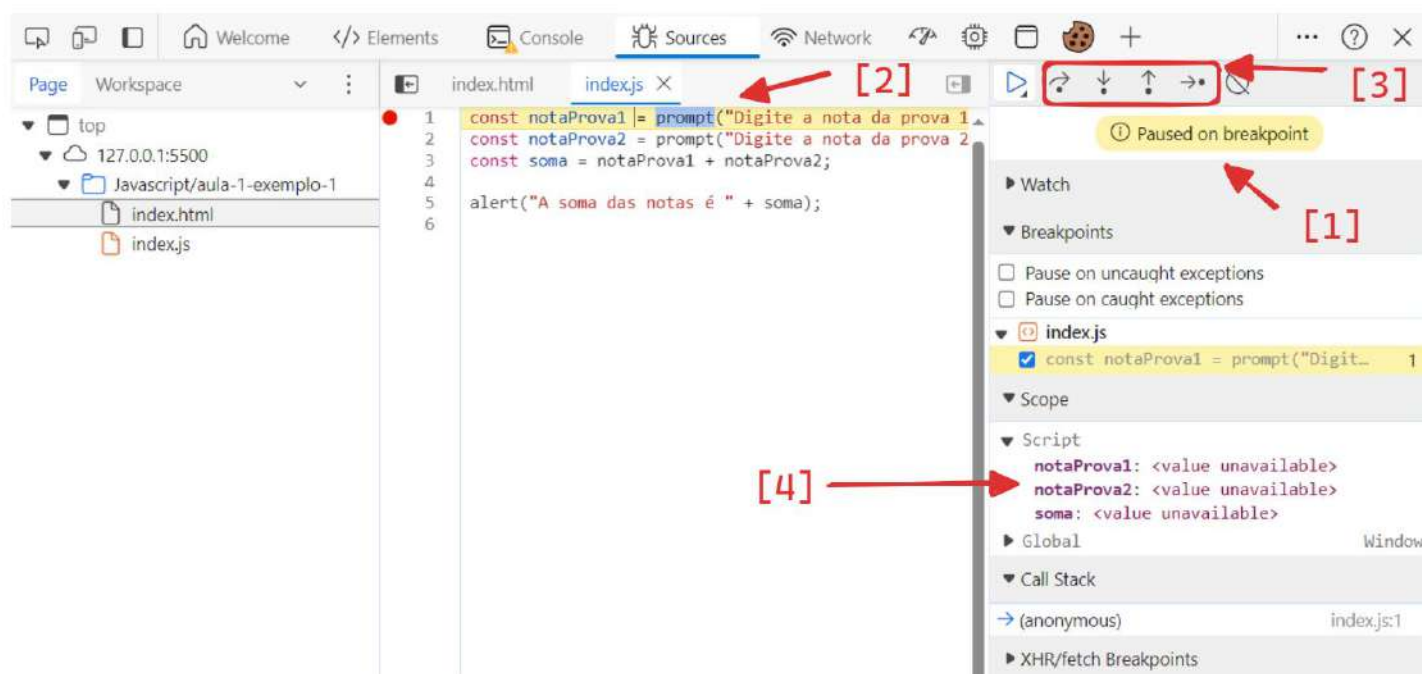 Welcome
</> Elements
Console
Sources
Network
Page
Workspace
top
127.0.0.1:5500
Javascript/aula-1-exemplo-1
index.html
index.js
index.html
index.js
[2]
1 const notaProva1 = prompt("Digite a nota da prova 1
2 const notaProva2 = prompt("Digite a nota da prova 2
3 const soma = notaProva1 + notaProva2;
4
5 alert("A soma das notas é " + soma);
6
[3]
Paused on breakpoint
[1]
Watch
Breakpoints
Pause on uncaught exceptions
Pause on caught exceptions
index.js
const notaProva1 = prompt("Digit… 1
Scope
Script
notaProva1: <value unavailable>
notaProva2: <value unavailable>
soma: <value unavailable>
[4]
Global Window
Call Stack
(anonymous) index.js:1
XHR/fetch Breakpoints